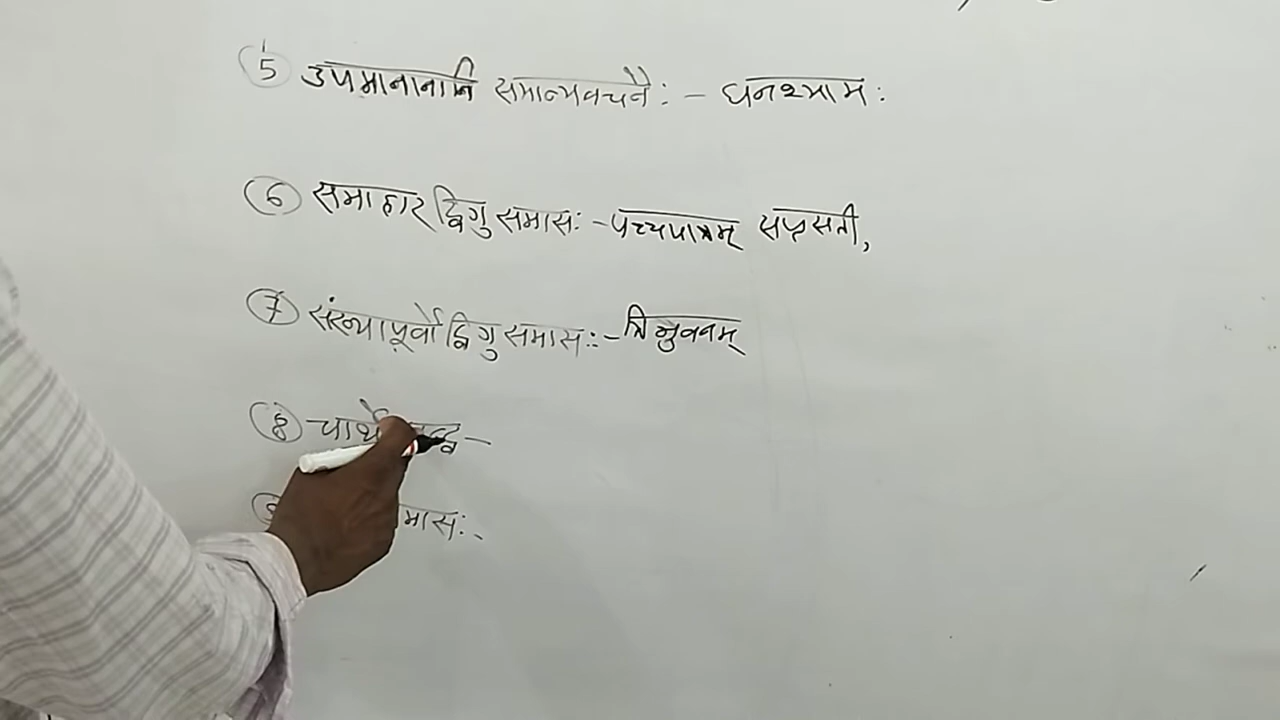 5 उपमानानि समान्यवचनैः - घनश्यामः
6 समाहार द्विगु समासः - पञ्चपात्रम् सप्तसती,
7 संख्यापूर्वो द्विगु समासः:- त्रिभुवनम्
8 चार्थे द्वन्द्व -
मासः-